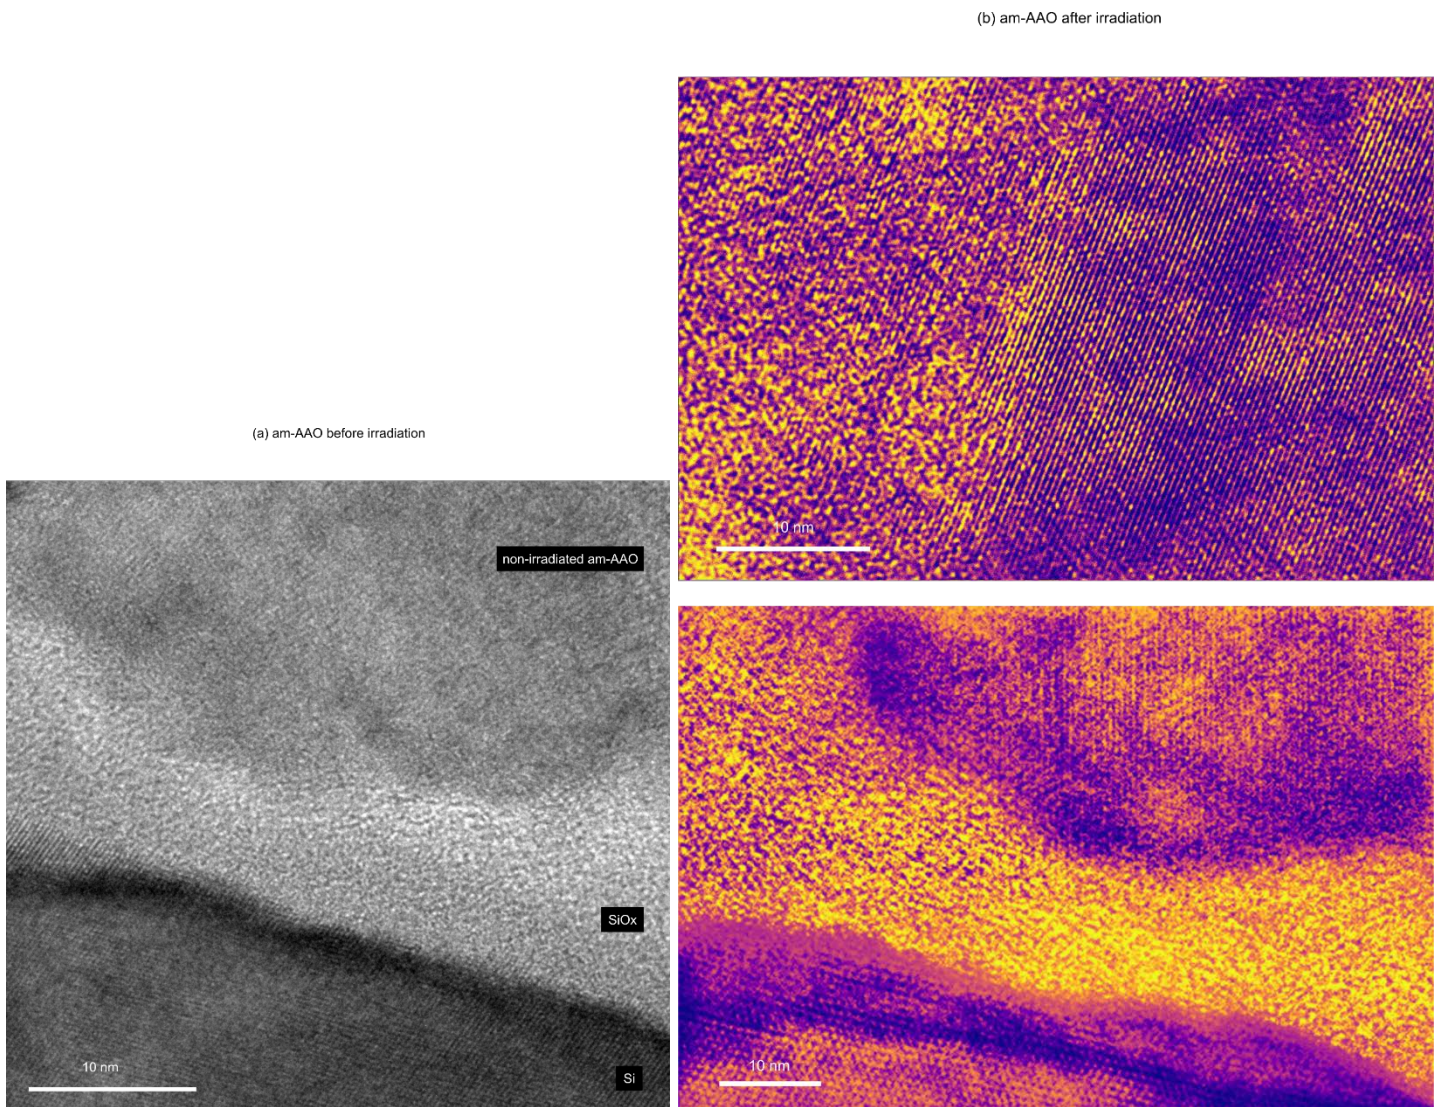 (b) am-AAO after irradiation
10 nm
(a) am-AAO before irradiation
non-irradiated am-AAO
SiOx
10 nm
Si
10 nm